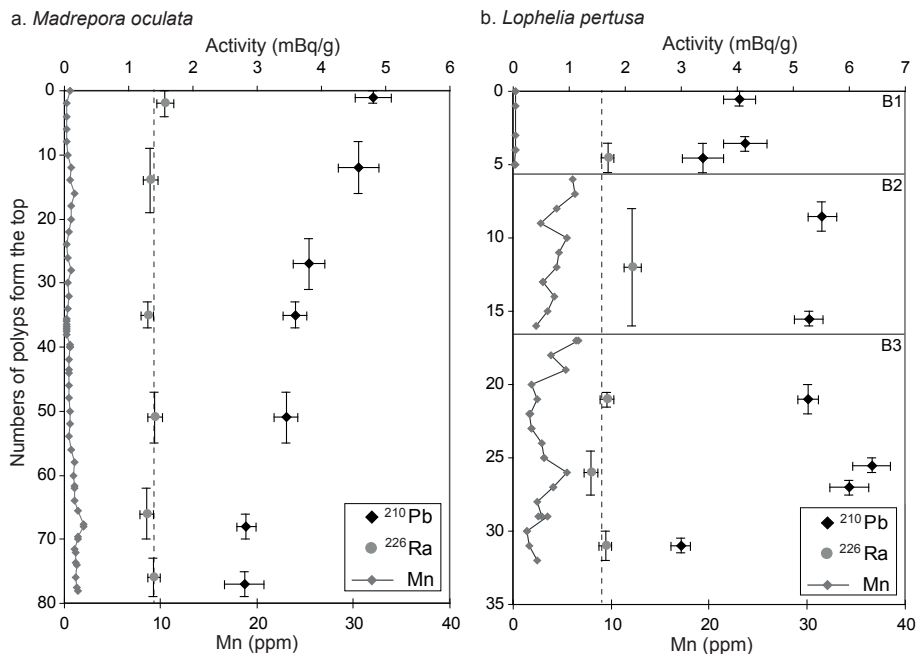 a. Madrepora oculata
b. Lophelia pertusa
Activity (mBq/g)
0 1 2 3 4 5 6
Numbers of polyps form the top
0
10
20
30
40
50
60
70
80
210Pb
226Ra
Mn
0 10 20 30 40
Mn (ppm)
Activity (mBq/g)
0 1 2 3 4 5 6 7
0
5
10
15
20
25
30
35
B1
B2
B3
210Pb
226Ra
Mn
0 10 20 30 40
Mn (ppm)